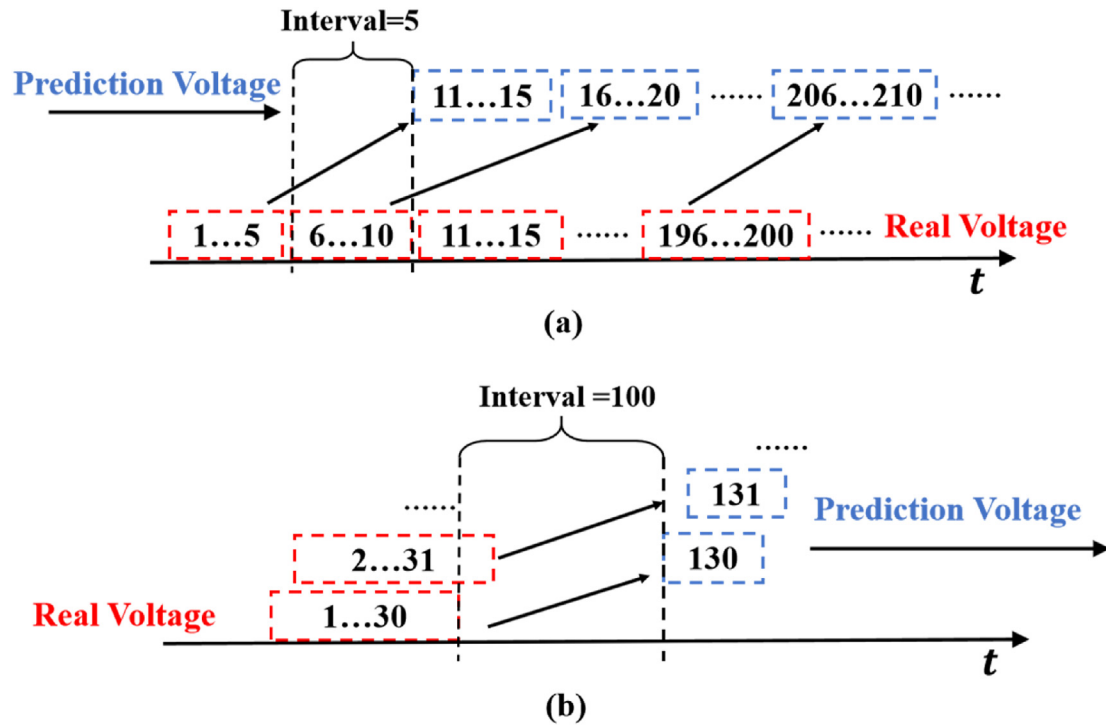 Interval=5
Prediction Voltage
11...15 16...20 ...... 206...210 ......
1...5 6...10 11...15 ...... 196...200 ...... Real Voltage
t
(a)
Interval =100
......
131
...... Prediction Voltage
2...31 130
Real Voltage 1...30
t
(b)